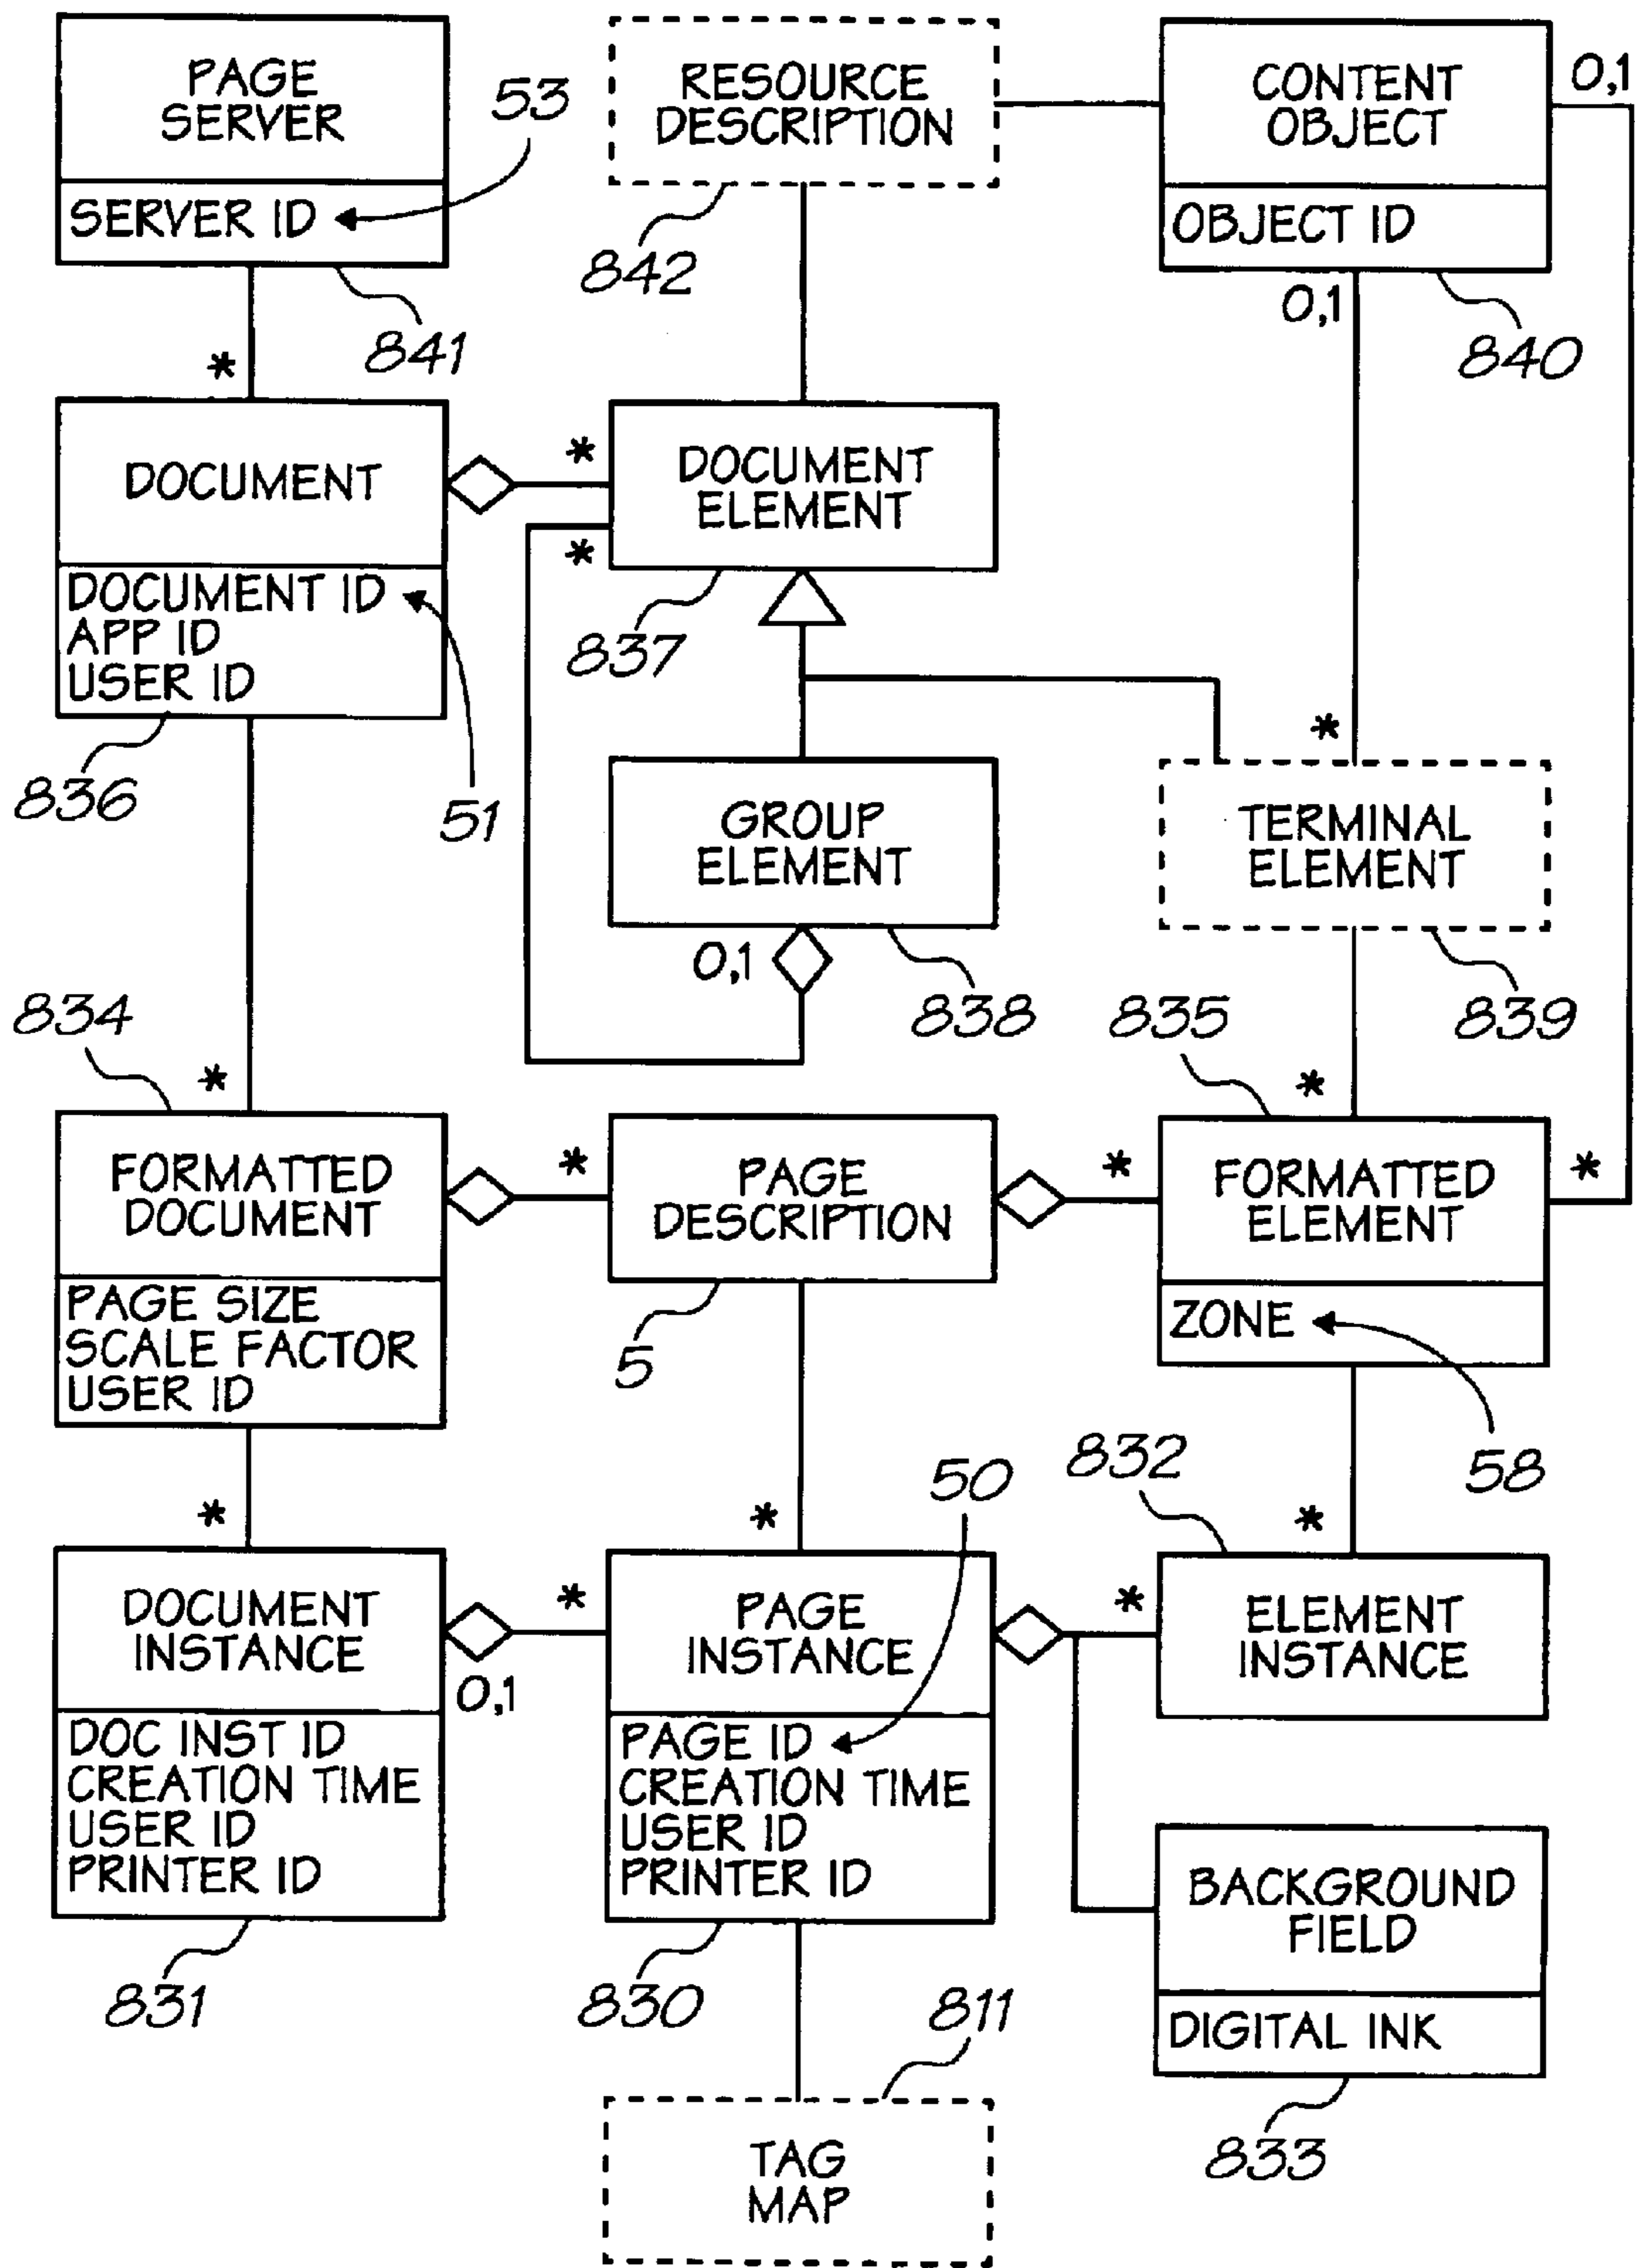 PAGE
SERVER
SERVER ID
53
841
RESOURCE
DESCRIPTION
842
CONTENT
OBJECT
OBJECT ID
0,1
0,1
840
*
DOCUMENT
DOCUMENT ID
APP ID
USER ID
836
51
*
*
DOCUMENT
ELEMENT
837
GROUP
ELEMENT
0,1
838
*
TERMINAL
ELEMENT
839
834
*
FORMATTED
DOCUMENT
PAGE SIZE
SCALE FACTOR
USER ID
*
PAGE
DESCRIPTION
5
835
*
*
*
FORMATTED
ELEMENT
ZONE
58
*
DOCUMENT
INSTANCE
0,1
DOC INST ID
CREATION TIME
USER ID
PRINTER ID
831
50
*
*
PAGE
INSTANCE
PAGE ID
CREATION TIME
USER ID
PRINTER ID
830
832
*
*
ELEMENT
INSTANCE
BACKGROUND
FIELD
DIGITAL INK
833
811
TAG
MAP